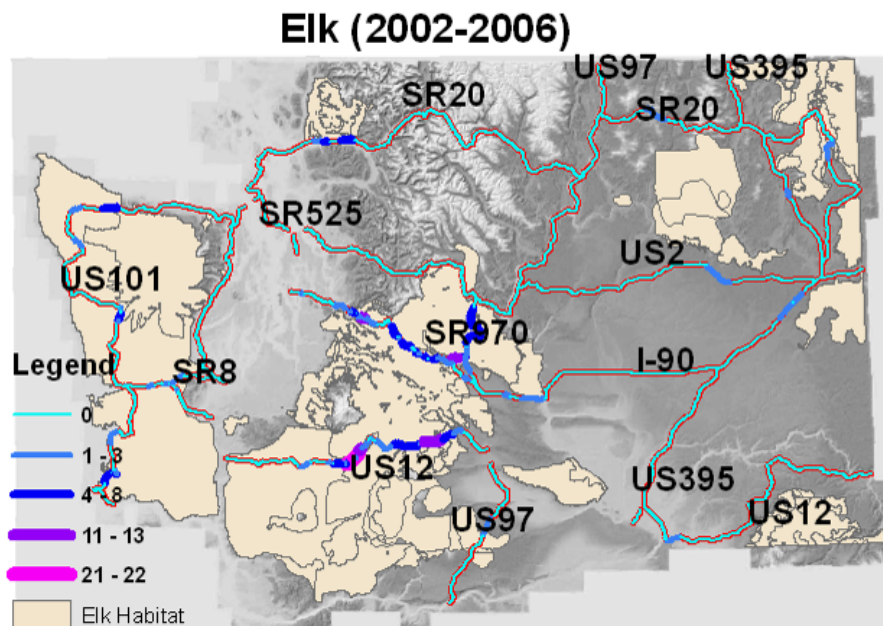 Elk (2002-2006)
US97
US395
SR20
SR20
SR525
US2
US101
SR970
Legend
SR8
I-90
0
1 - 3
US12
4 - 8
US395
US97
US12
11 - 13
21 - 22
Elk Habitat